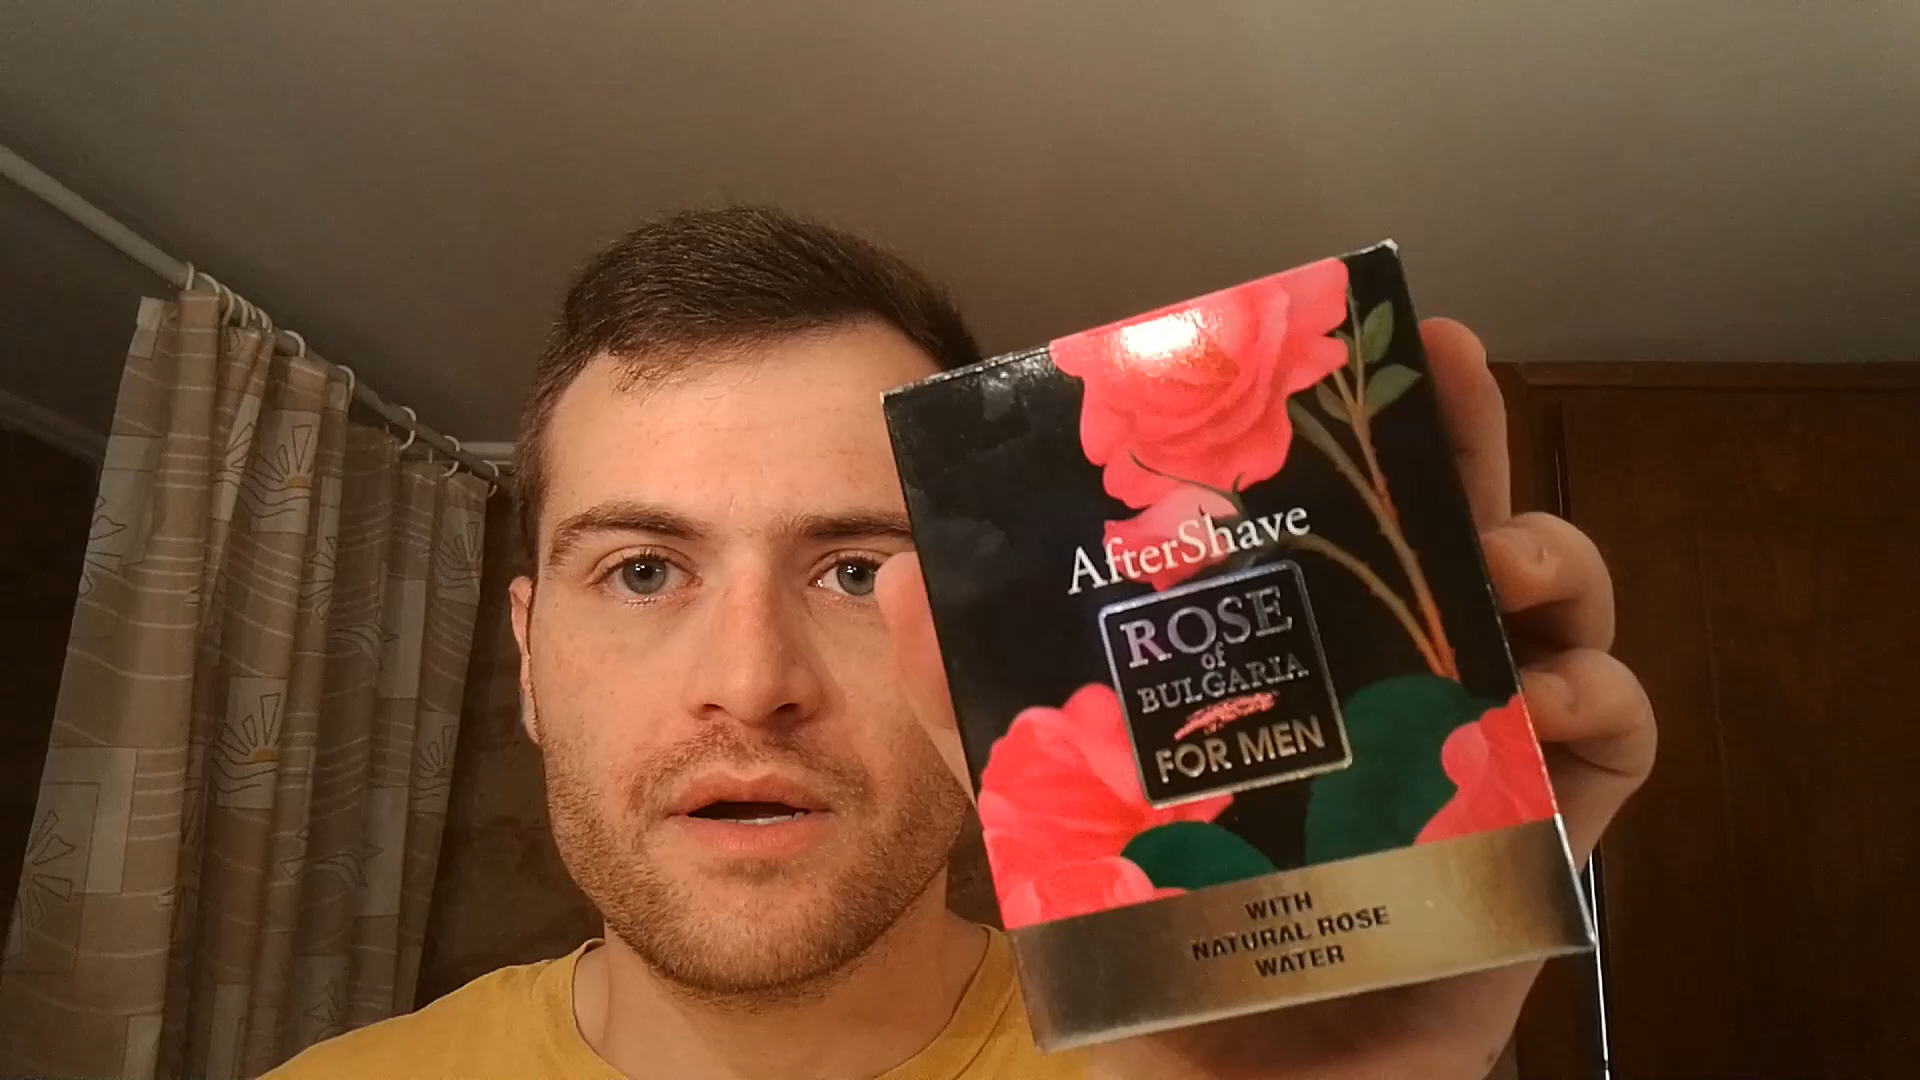 AfterShave
ROSE
of
BULGARIA
FOR MEN
WITH
NATURAL ROSE
WATER